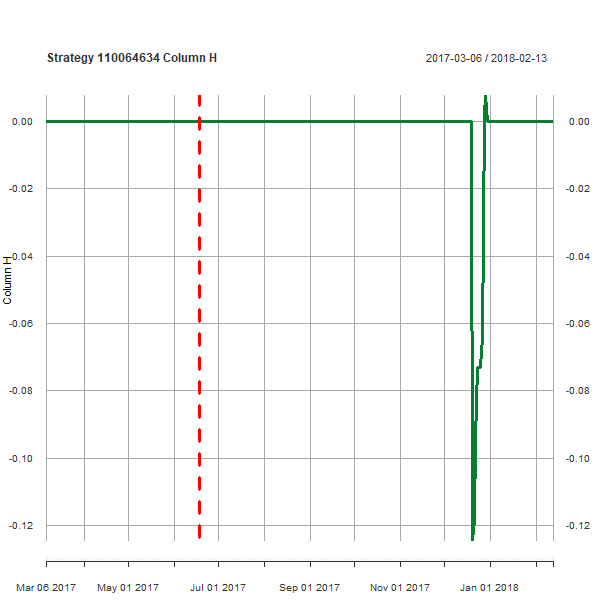 Strategy 110064634 Column H
2017-03-06 / 2018-02-13
0.00 0.00
-0.02 -0.02
-0.04 -0.04
Column H
-0.06 -0.06
-0.08 -0.08
-0.10 -0.10
-0.12 -0.12
Mar 06 2017 May 01 2017 Jul 01 2017 Sep 01 2017 Nov 01 2017 Jan 01 2018